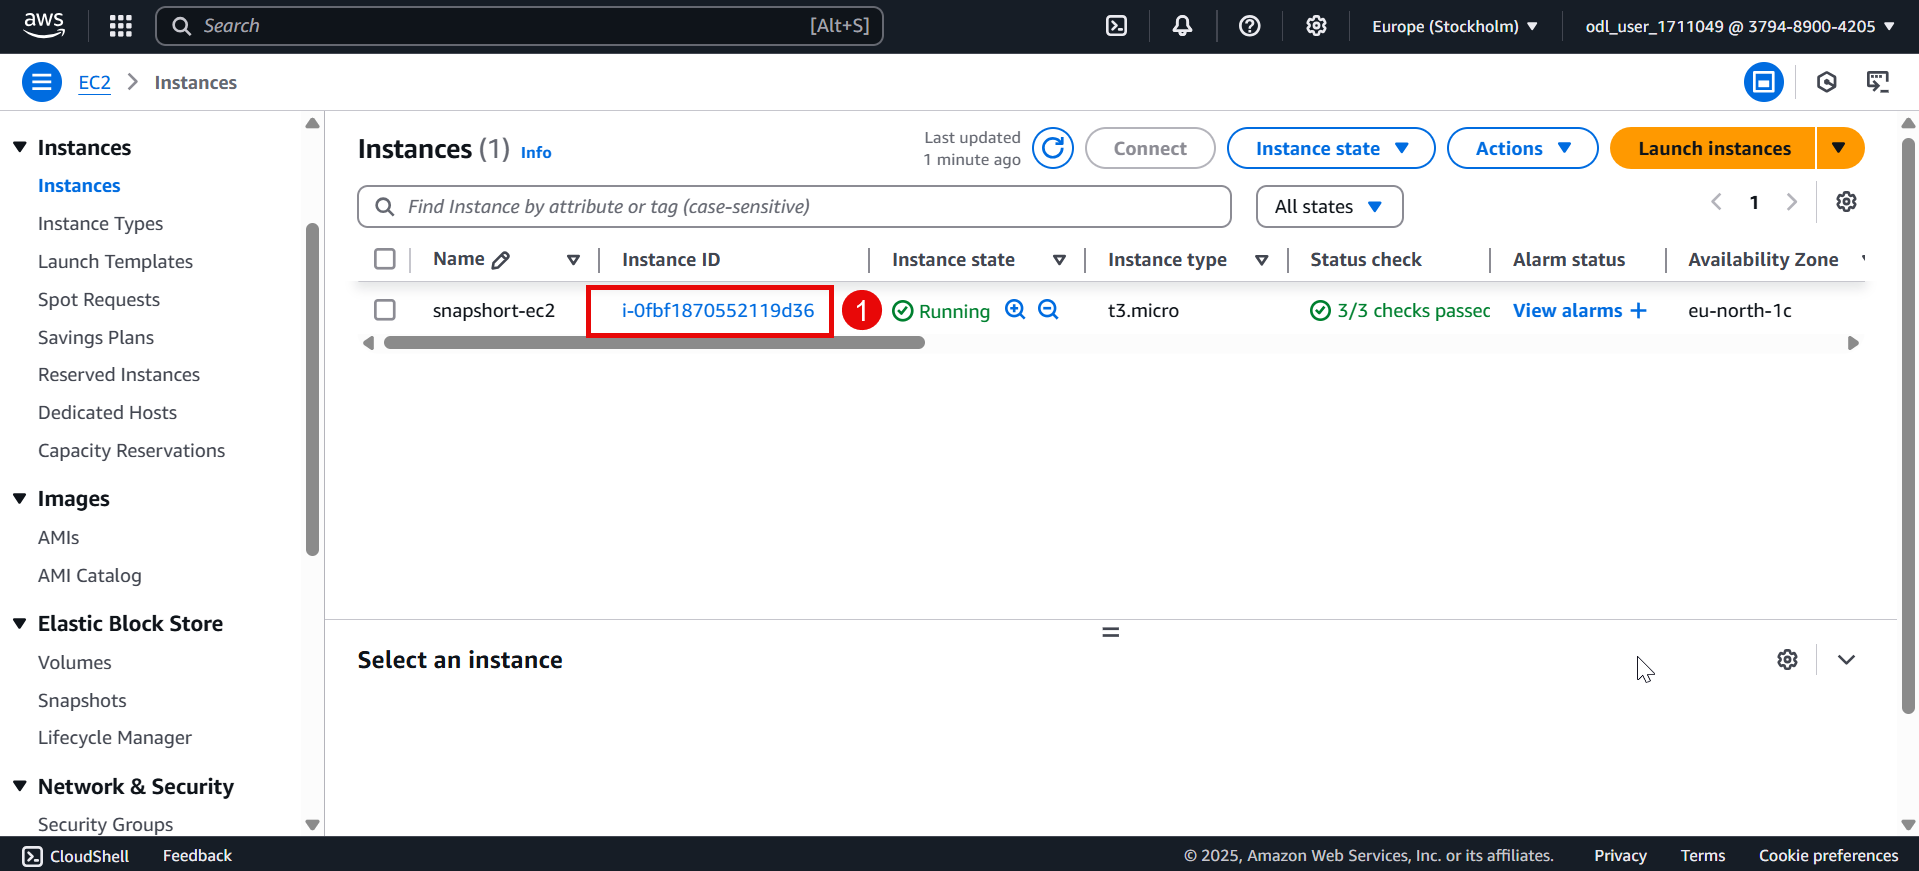 aws
Search [Alt+S]
Europe (Stockholm)
odl_user_1711049 @ 3794-8900-4205
EC2 Instances
Instances
Instances
Instance Types
Launch Templates
Spot Requests
Savings Plans
Reserved Instances
Dedicated Hosts
Capacity Reservations
Images
AMIs
AMI Catalog
Elastic Block Store
Volumes
Snapshots
Lifecycle Manager
Network & Security
Security Groups
Instances (1) Info
Last updated
1 minute ago
Connect
Instance state
Actions
Launch instances
Find Instance by attribute or tag (case-sensitive)
All states
1
Name Instance ID Instance state Instance type Status check Alarm status Availability Zone
snapshort-ec2 i-0fbf1870552119d36 1 Running t3.micro 3/3 checks passec View alarms + eu-north-1c
Select an instance
CloudShell Feedback © 2025, Amazon Web Services, Inc. or its affiliates. Privacy Terms Cookie preferences